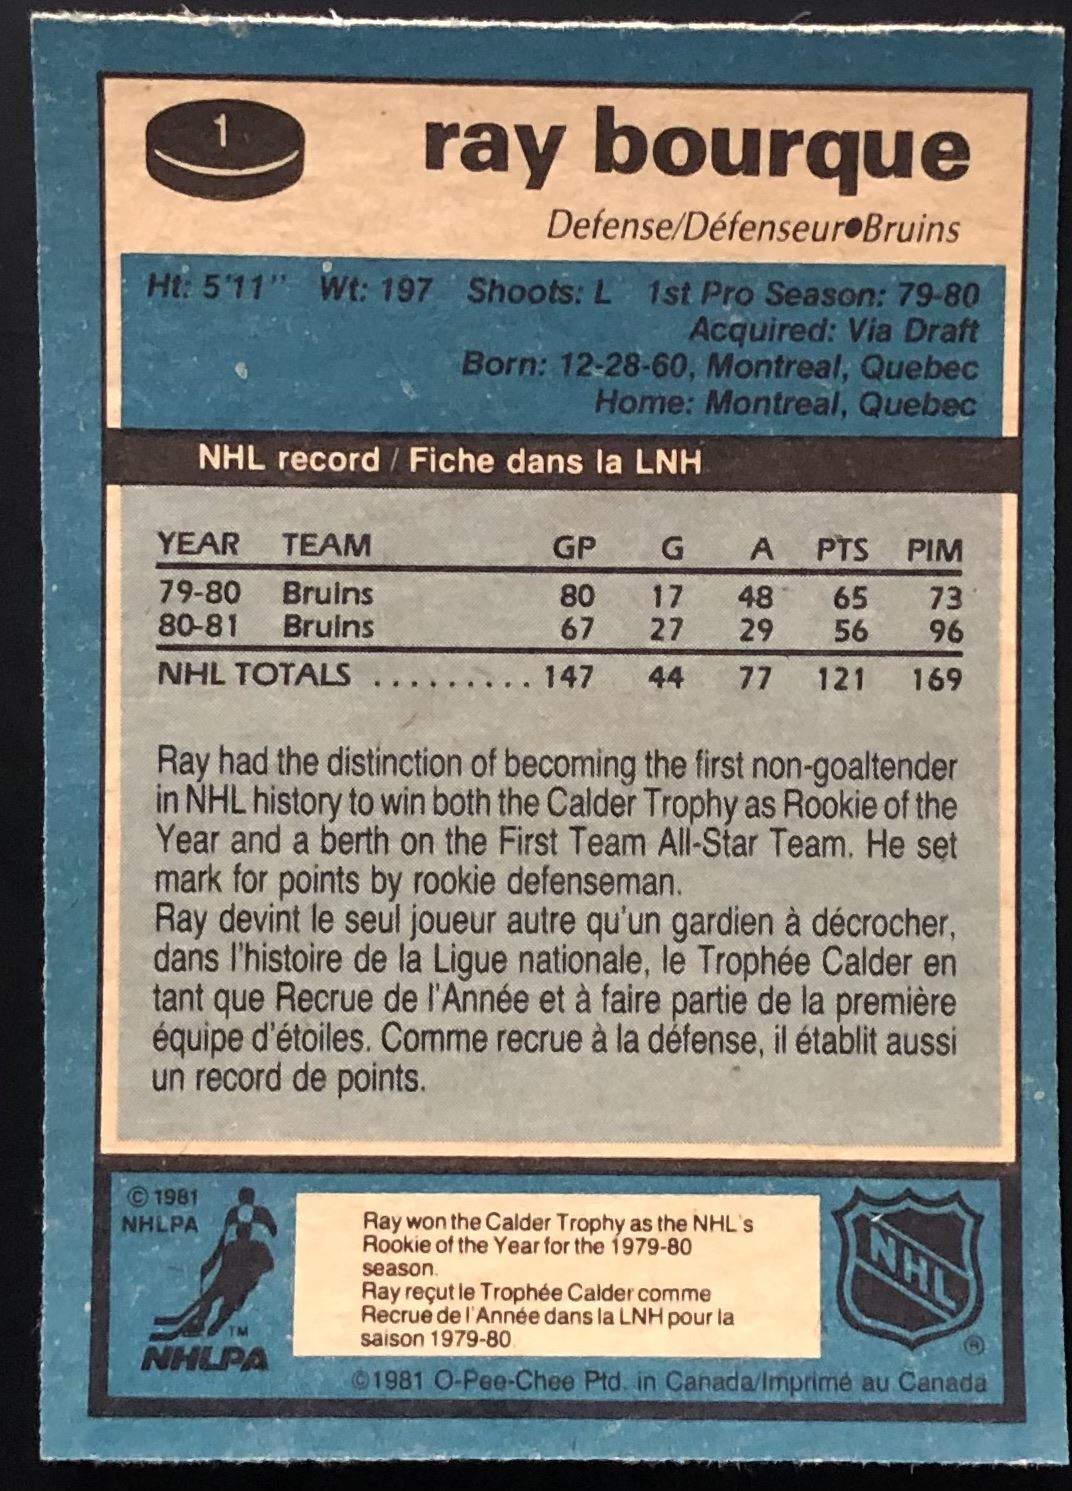 1
ray bourque
Defense/Défenseur●Bruins
Ht: 5'11" Wt: 197 Shoots: L 1st Pro Season: 79-80
Acquired: Via Draft
Born: 12-28-60, Montreal, Quebec
Home: Montreal, Quebec
NHL record / Fiche dans la LNH
YEAR TEAM GP G A PTS PIM
79-80 Bruins 80 17 48 65 73
80-81 Bruins 67 27 29 56 96
NHL TOTALS .......... 147 44 77 121 169
Ray had the distinction of becoming the first non-goaltender
in NHL history to win both the Calder Trophy as Rookie of the
Year and a berth on the First Team All-Star Team. He set
mark for points by rookie defenseman.
Ray devint le seul joueur autre qu'un gardien à décrocher,
dans l'histoire de la Ligue nationale, le Trophée Calder en
tant que Recrue de l'Année et à faire partie de la première
équipe d'étoiles. Comme recrue à la défense, il établit aussi
un record de points.
© 1981
NHLPA
TM
NHLPA
Ray won the Calder Trophy as the NHL's
Rookie of the Year for the 1979-80
season.
Ray reçut le Trophée Calder comme
Recrue de l'Année dans la LNH pour la
saison 1979-80
NHL
®
©1981 O-Pee-Chee Ptd. in Canada/Imprimé au Canada